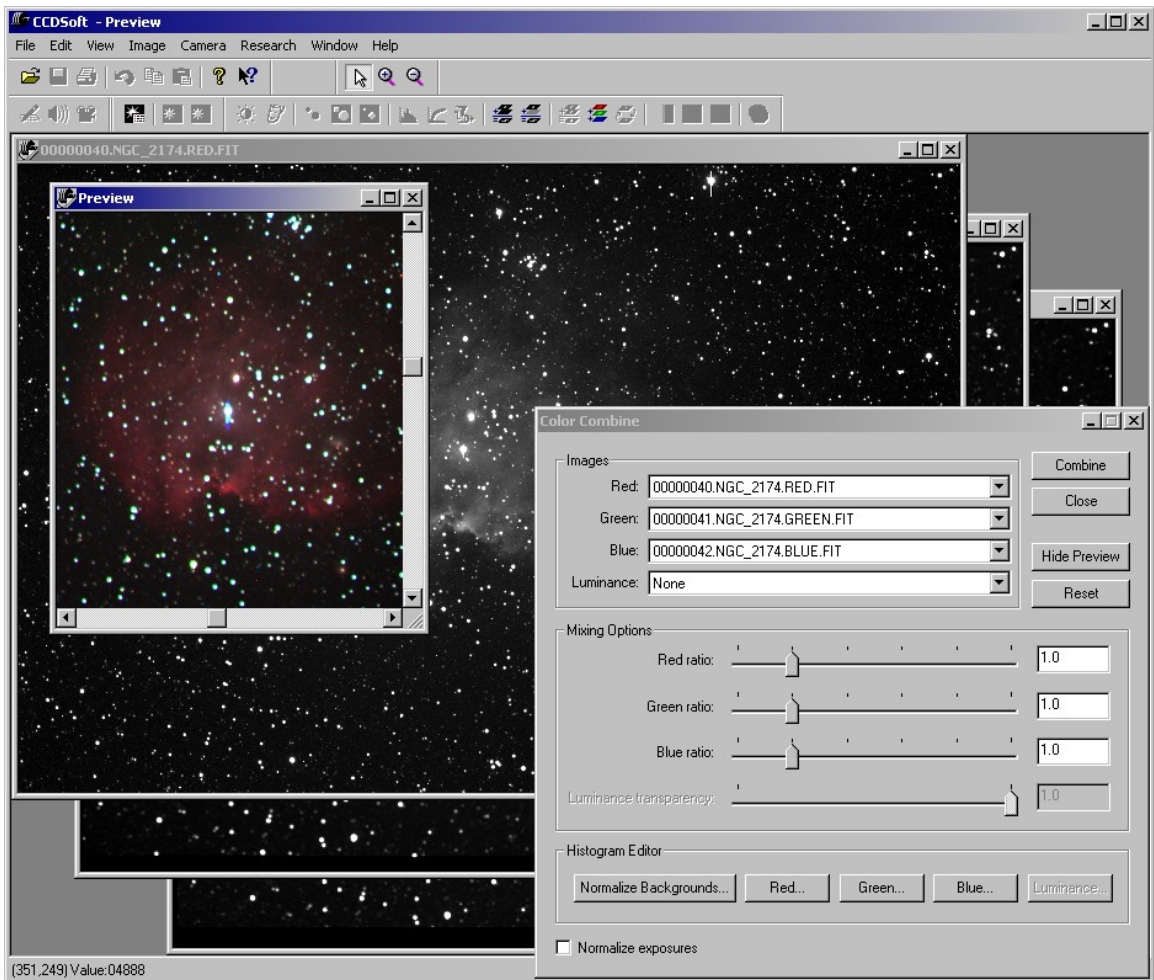 CCDSoft - Preview
File Edit View Image Camera Research Window Help
00000040.NGC_2174.RED.FIT
Preview
Color Combine
Images
Red: 00000040.NGC_2174.RED.FIT
Green: 00000041.NGC_2174.GREEN.FIT
Blue: 00000042.NGC_2174.BLUE.FIT
Luminance: None
Combine
Close
Hide Preview
Reset
Mixing Options
Red ratio: 1.0
Green ratio: 1.0
Blue ratio: 1.0
Luminance transparency: 1.0
Histogram Editor
Normalize Backgrounds... Red... Green... Blue... Luminance...
Normalize exposures
(351,249) Value:04888